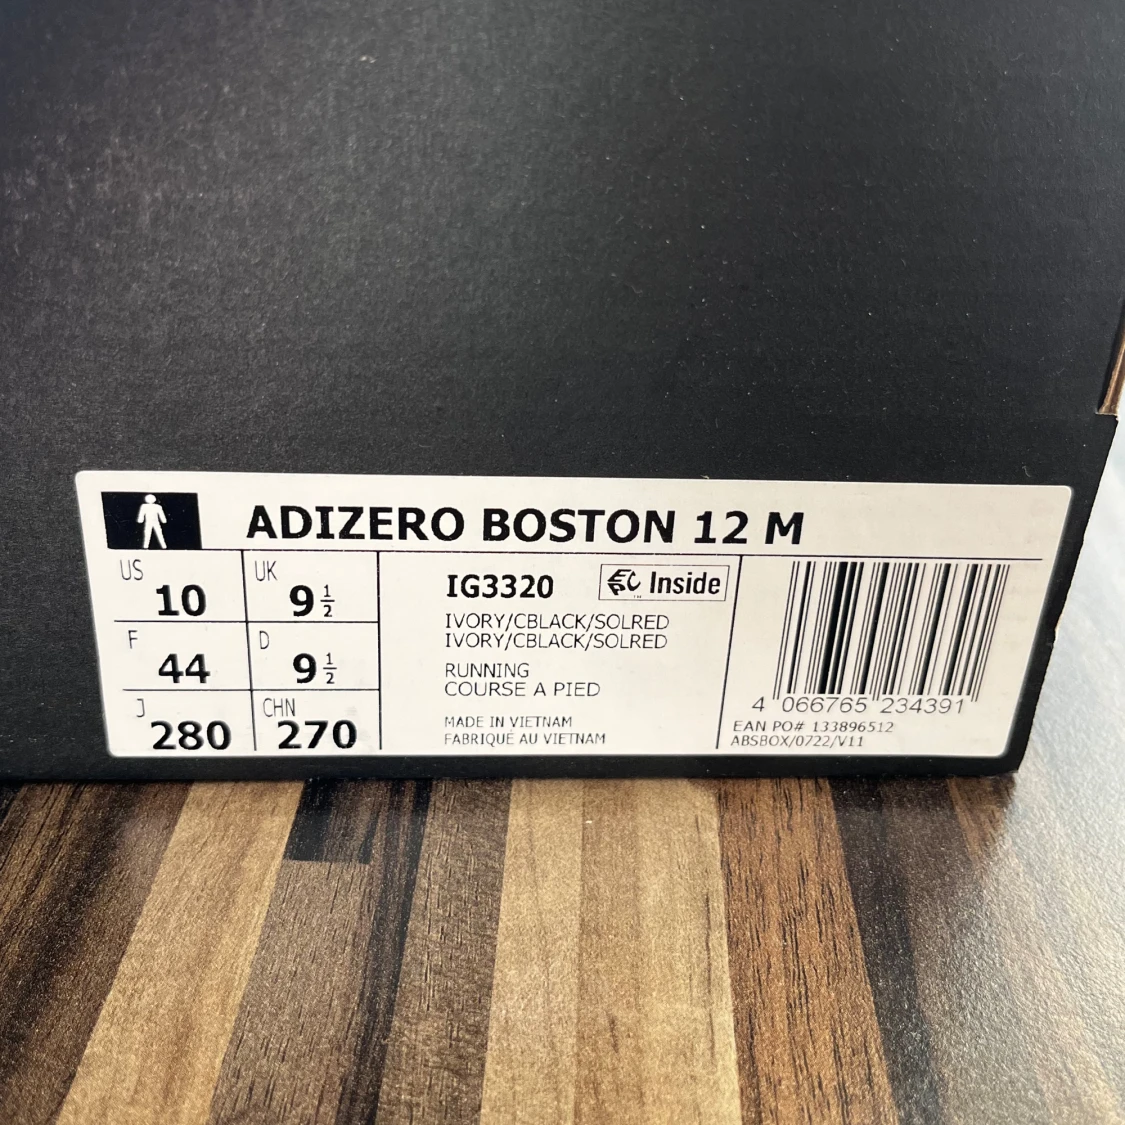 ADIZERO BOSTON 12 M
US 10 UK 9 ½
F 44 D 9 ½
J 280 CHN 270
IG3320
Inside
TM
IVORY/CBLACK/SOLRED
IVORY/CBLACK/SOLRED
RUNNING
COURSE A PIED
MADE IN VIETNAM
FABRIQUÉ AU VIETNAM
4 066765 234391
EAN PO# 133896512
ABSBOX/0722/V11